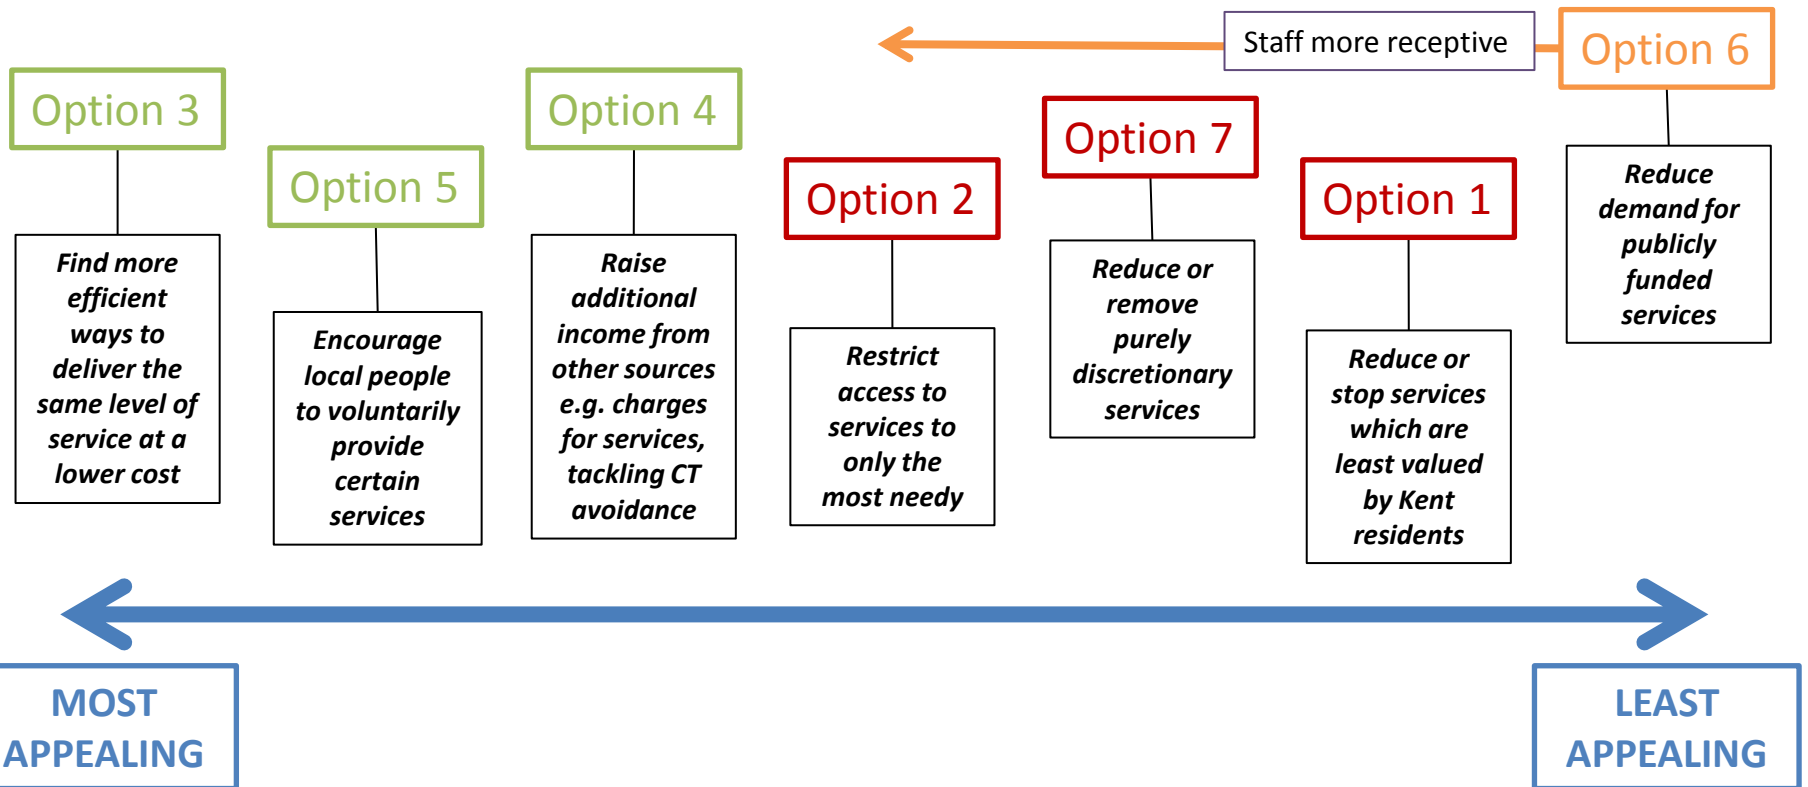 Staff more receptive
Option 6
Reduce
demand for
publicly
funded
services
Option 3
Find more
efficient
ways to
deliver the
same level of
service at a
lower cost
Option 5
Encourage
local people
to voluntarily
provide
certain
services
Option 4
Raise
additional
income from
other sources
e.g. charges
for services,
tackling CT
avoidance
Option 2
Restrict
access to
services to
only the
most needy
Option 7
Reduce or
remove
purely
discretionary
services
Option 1
Reduce or
stop services
which are
least valued
by Kent
residents
MOST
APPEALING
LEAST
APPEALING